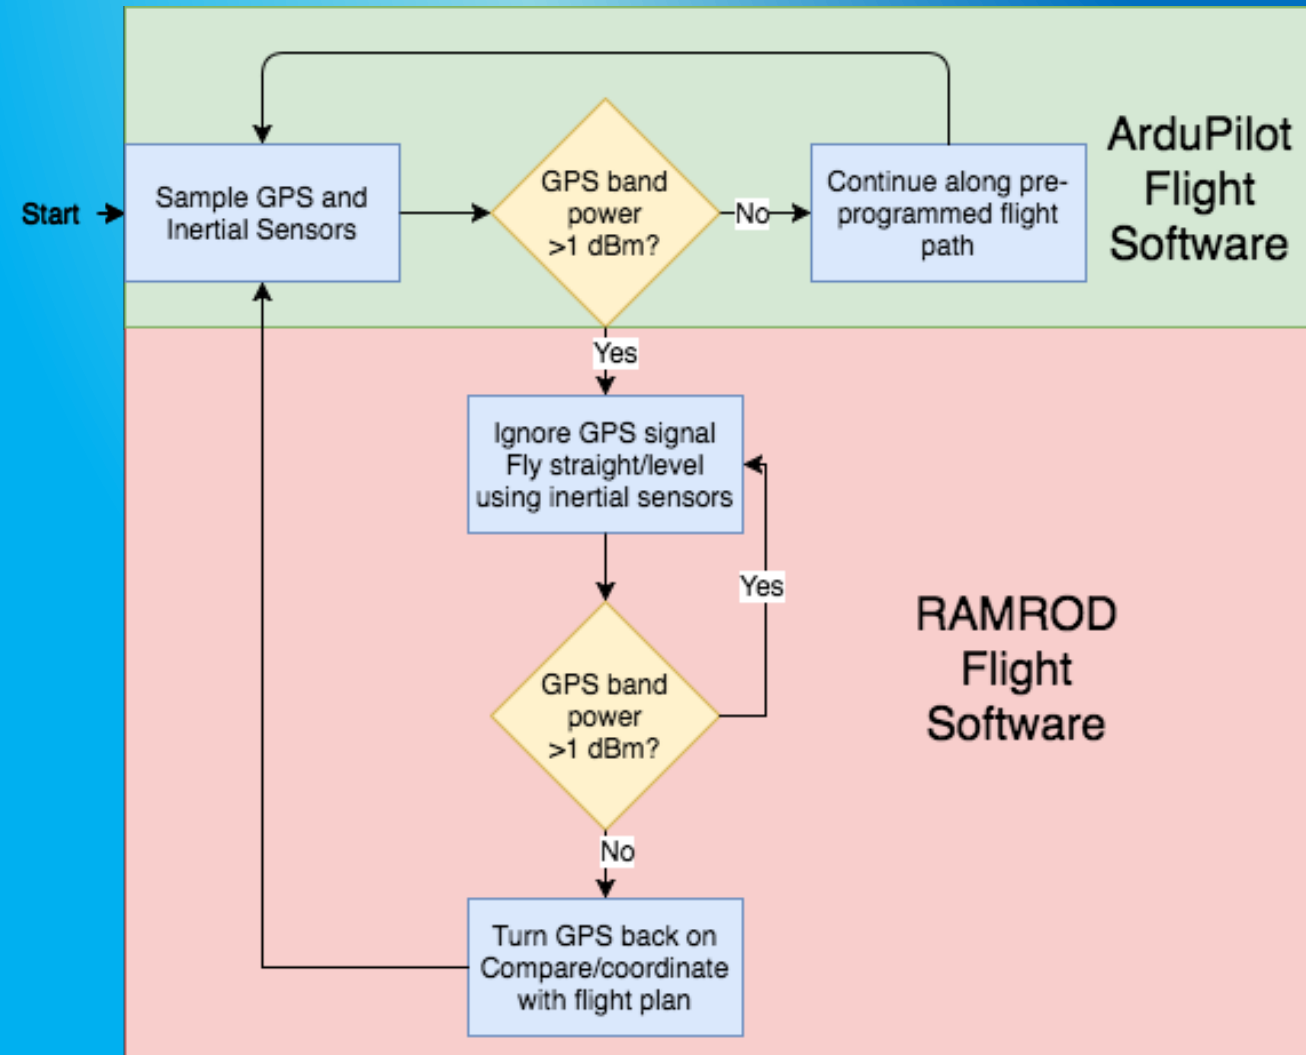 Start
Sample GPS and
Inertial Sensors
GPS band
power
>1 dBm?
No
Continue along pre-
programmed flight
path
ArduPilot
Flight
Software
Yes
Ignore GPS signal
Fly straight/level
using inertial sensors
Yes
GPS band
power
>1 dBm?
RAMROD
Flight
Software
No
Turn GPS back on
Compare/coordinate
with flight plan